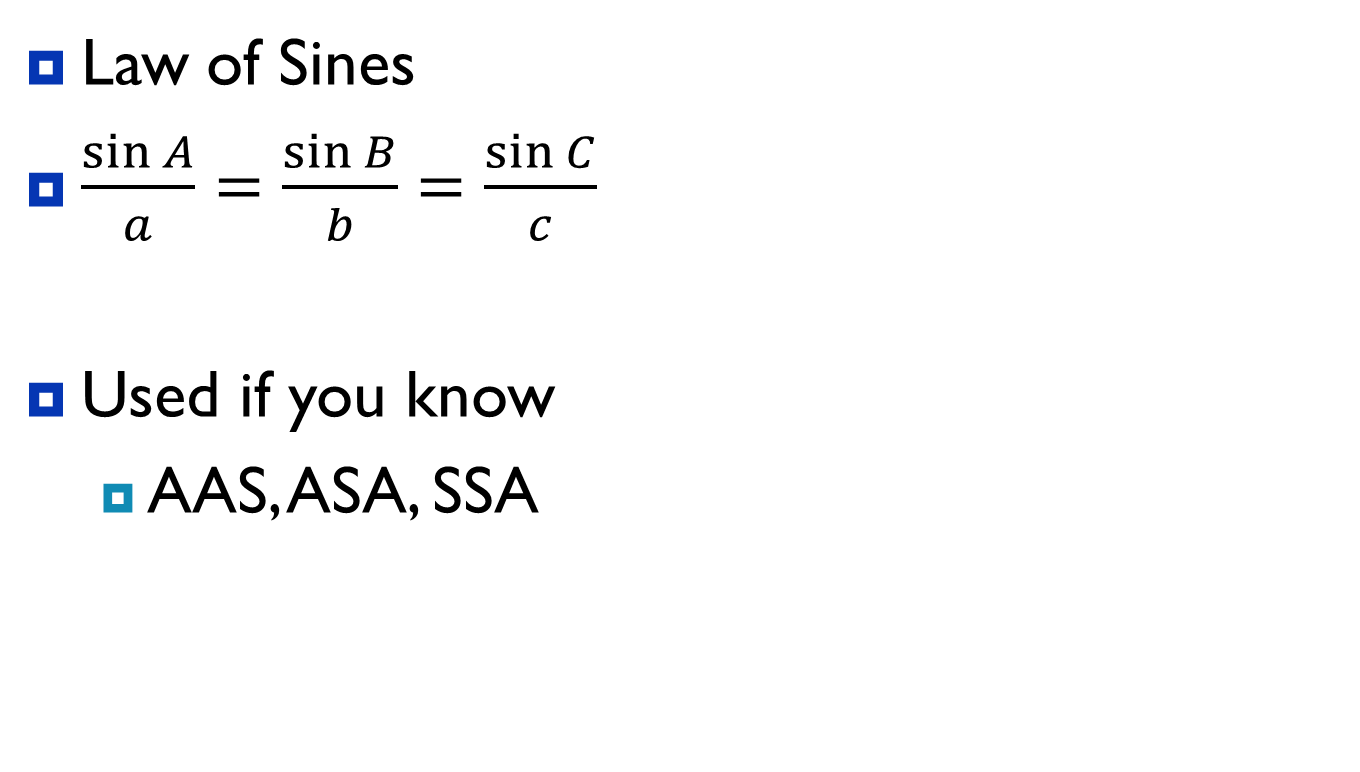 Law of Sines
sin A / a = sin B / b = sin C / c
Used if you know
AAS, ASA, SSA